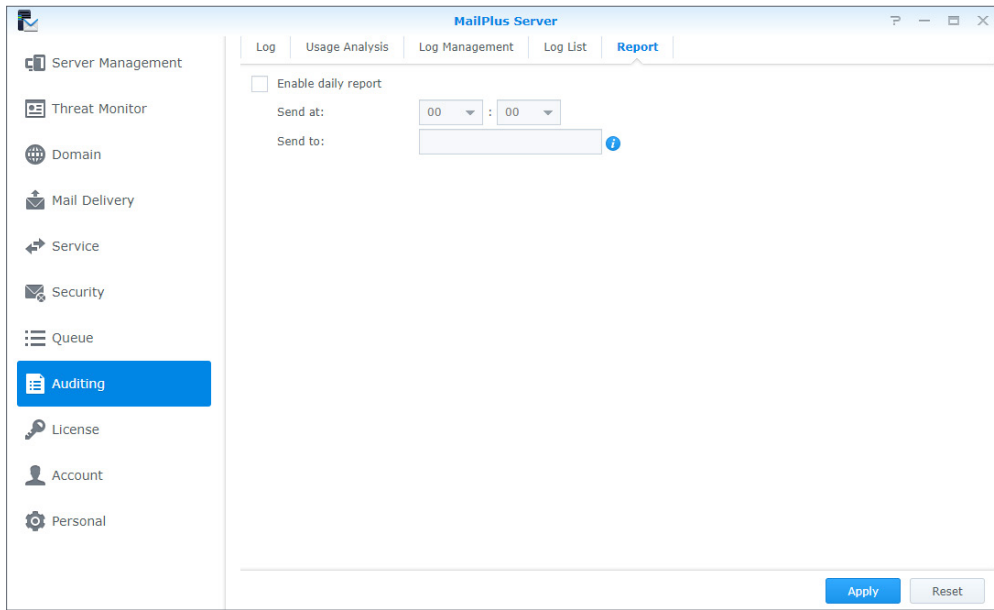 MailPlus Server
Server Management
Threat Monitor
Domain
Mail Delivery
Service
Security
Queue
Auditing
License
Account
Personal
Log Usage Analysis Log Management Log List Report
Enable daily report
Send at: 00 : 00
Send to:
Apply Reset